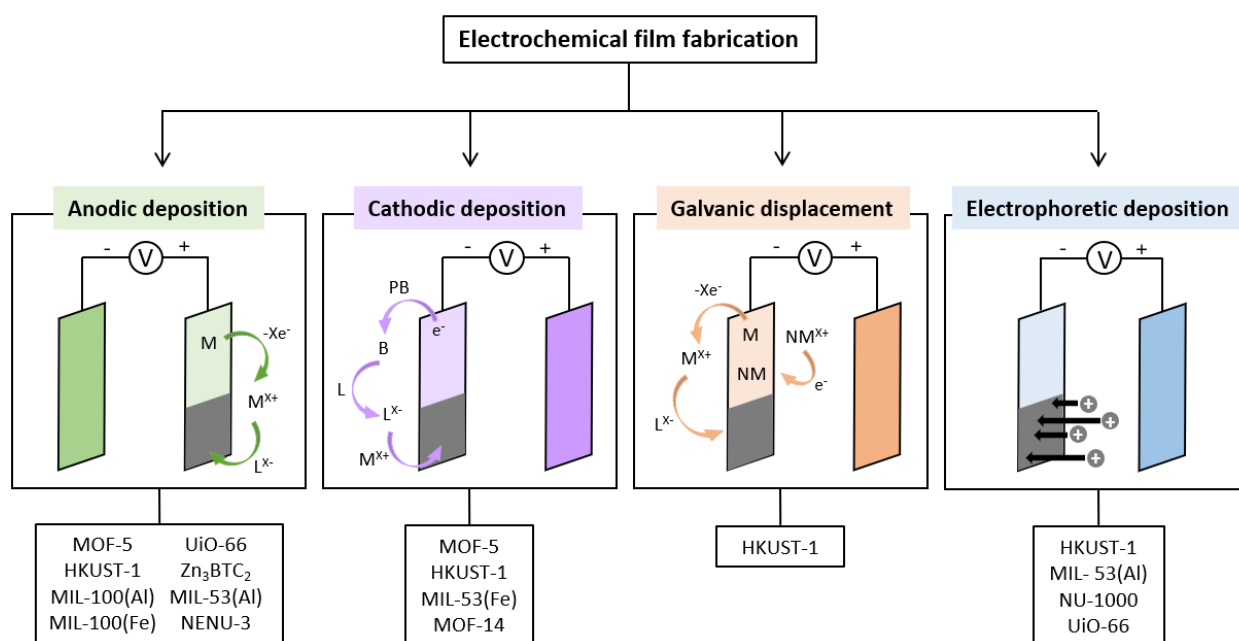 Electrochemical film fabrication
Anodic deposition
- V +
M
-Xe⁻
Mˣ⁺
Lˣ⁻
MOF-5 UiO-66
HKUST-1 Zn₃BTC₂
MIL-100(Al) MIL-53(Al)
MIL-100(Fe) NENU-3
Cathodic deposition
- V +
PB
e⁻
B
L
Lˣ⁻
Mˣ⁺
MOF-5
HKUST-1
MIL-53(Fe)
MOF-14
Galvanic displacement
- V +
-Xe⁻
M NMˣ⁺
Mˣ⁺
NM e⁻
Lˣ⁻
HKUST-1
Electrophoretic deposition
- V +
+
+
+
+
HKUST-1
MIL- 53(Al)
NU-1000
UiO-66